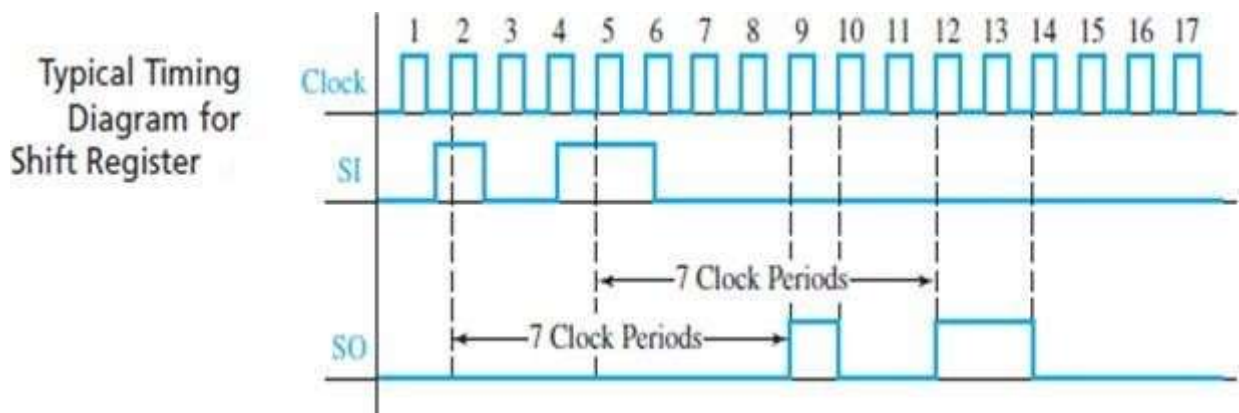 Typical Timing
Diagram for
Shift Register
1 2 3 4 5 6 7 8 9 10 11 12 13 14 15 16 17
Clock
SI
7 Clock Periods
7 Clock Periods
SO